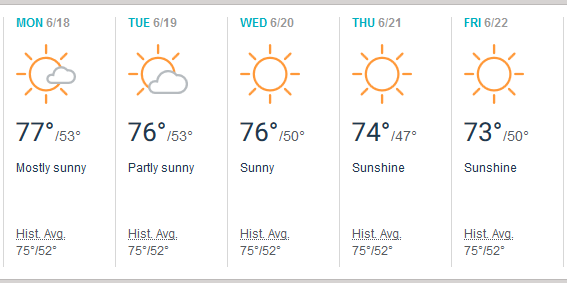 MON 6/18
77°/53°
Mostly sunny
Hist. Avg.
75°/52°
TUE 6/19
76°/53°
Partly sunny
Hist. Avg.
75°/52°
WED 6/20
76°/50°
Sunny
Hist. Avg.
75°/52°
THU 6/21
74°/47°
Sunshine
Hist. Avg.
75°/52°
FRI 6/22
73°/50°
Sunshine
Hist. Avg.
75°/52°